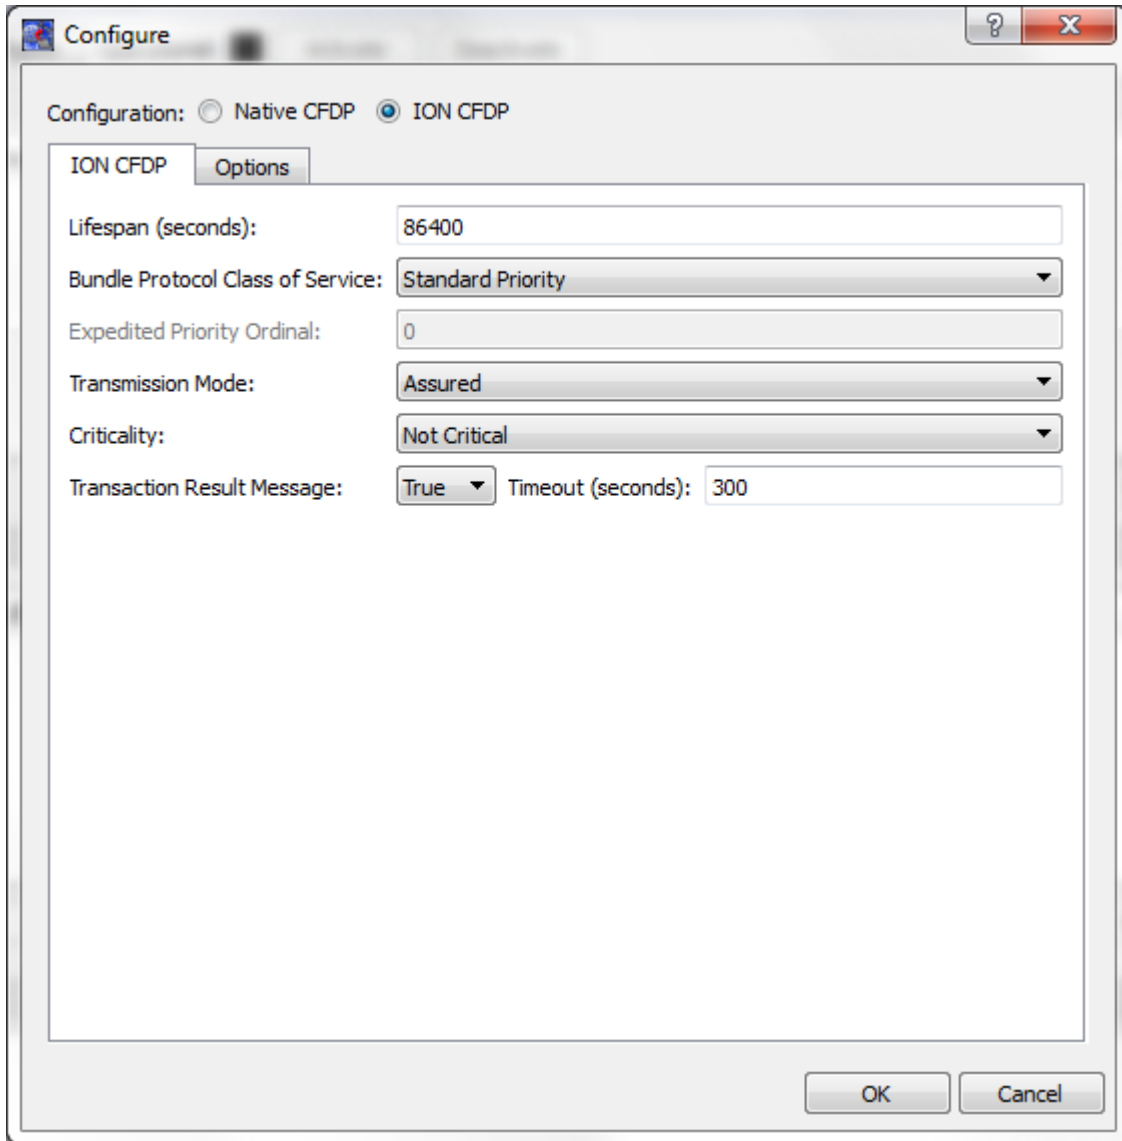 Configure
Configuration: Native CFDP ION CFDP
ION CFDP Options
Lifespan (seconds): 86400
Bundle Protocol Class of Service: Standard Priority
Expedited Priority Ordinal: 0
Transmission Mode: Assured
Criticality: Not Critical
Transaction Result Message: True Timeout (seconds): 300
OK Cancel